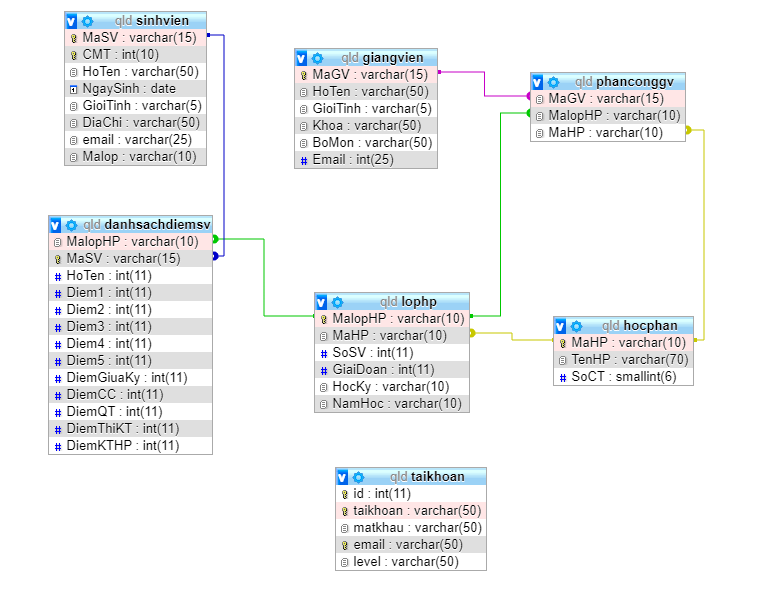 qld sinhvien
MaSV : varchar(15)
CMT : int(10)
HoTen : varchar(50)
NgaySinh : date
GioiTinh : varchar(5)
DiaChi : varchar(50)
email : varchar(25)
Malop : varchar(10)
qld giangvien
MaGV : varchar(15)
HoTen : varchar(50)
GioiTinh : varchar(5)
Khoa : varchar(50)
BoMon : varchar(50)
Email : int(25)
qld phanconggv
MaGV : varchar(15)
MalopHP : varchar(10)
MaHP : varchar(10)
qld danhsachdiemsv
MalopHP : varchar(10)
MaSV : varchar(15)
HoTen : int(11)
Diem1 : int(11)
Diem2 : int(11)
Diem3 : int(11)
Diem4 : int(11)
Diem5 : int(11)
DiemGiuaKy : int(11)
DiemCC : int(11)
DiemQT : int(11)
DiemThiKT : int(11)
DiemKTHP : int(11)
qld lophp
MalopHP : varchar(10)
MaHP : varchar(10)
SoSV : int(11)
GiaiDoan : int(11)
HocKy : varchar(10)
NamHoc : varchar(10)
qld hocphan
MaHP : varchar(10)
TenHP : varchar(70)
SoCT : smallint(6)
qld taikhoan
id : int(11)
taikhoan : varchar(50)
matkhau : varchar(50)
email : varchar(50)
level : varchar(50)